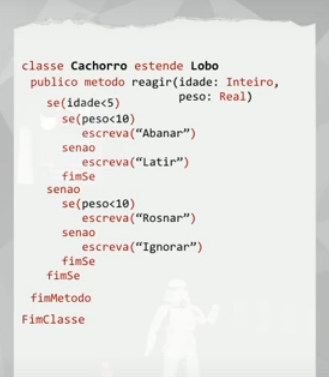 classe Cachorro estende Lobo
publico metodo reagir(idade: Inteiro,
peso: Real)
se(idade<5)
se(peso<10)
escreva(“Abanar”)
senao
escreva(“Latir”)
fimSe
senao
se(peso<10)
escreva(“Rosnar”)
senao
escreva(“Ignorar”)
fimSe
fimSe
fimMetodo
FimClasse